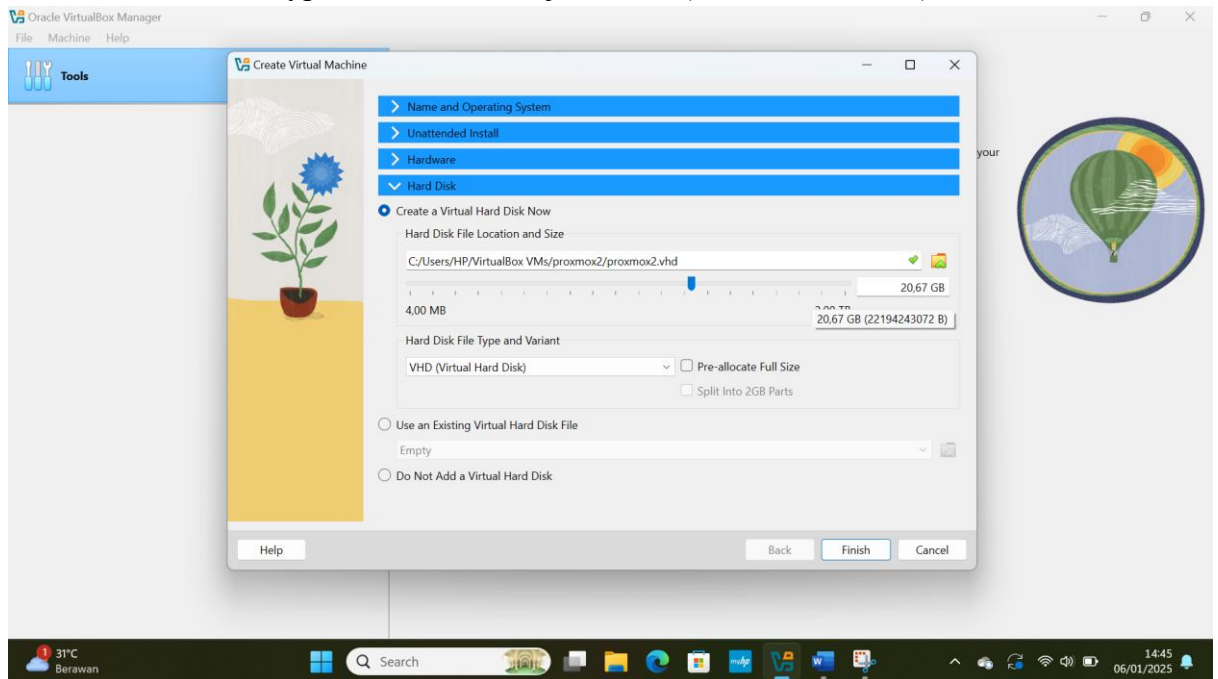 Oracle VirtualBox Manager
File Machine Help
Tools
Create Virtual Machine
Name and Operating System
Unattended Install
Hardware
Hard Disk
your
Create a Virtual Hard Disk Now
Hard Disk File Location and Size
C:/Users/HP/VirtualBox VMs/proxmox2/proxmox2.vhd
20,67 GB
4,00 MB
20,67 GB (22194243072 B)
Hard Disk File Type and Variant
VHD (Virtual Hard Disk)
Pre-allocate Full Size
Split Into 2GB Parts
Use an Existing Virtual Hard Disk File
Empty
Do Not Add a Virtual Hard Disk
Help
Back Finish Cancel
1
31°C
Berawan
Search
myhp
W
14:45
06/01/2025